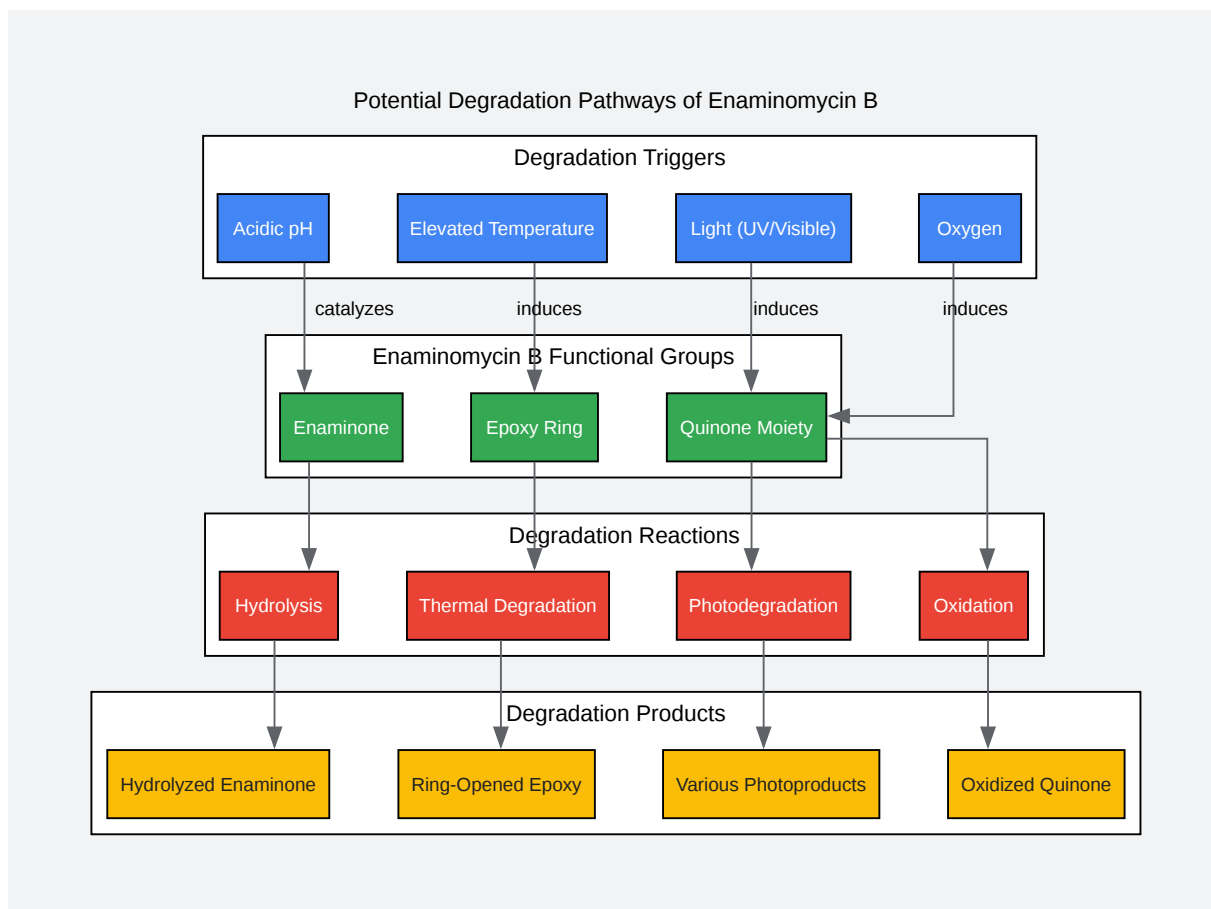 Potential Degradation Pathways of Enaminomycin B
Degradation Triggers
Acidic pH
Elevated Temperature
Light (UV/Visible)
Oxygen
catalyzes
induces
induces
induces
Enaminomycin B Functional Groups
Enaminone
Epoxy Ring
Quinone Moiety
Degradation Reactions
Hydrolysis
Thermal Degradation
Photodegradation
Oxidation
Degradation Products
Hydrolyzed Enaminone
Ring-Opened Epoxy
Various Photoproducts
Oxidized Quinone